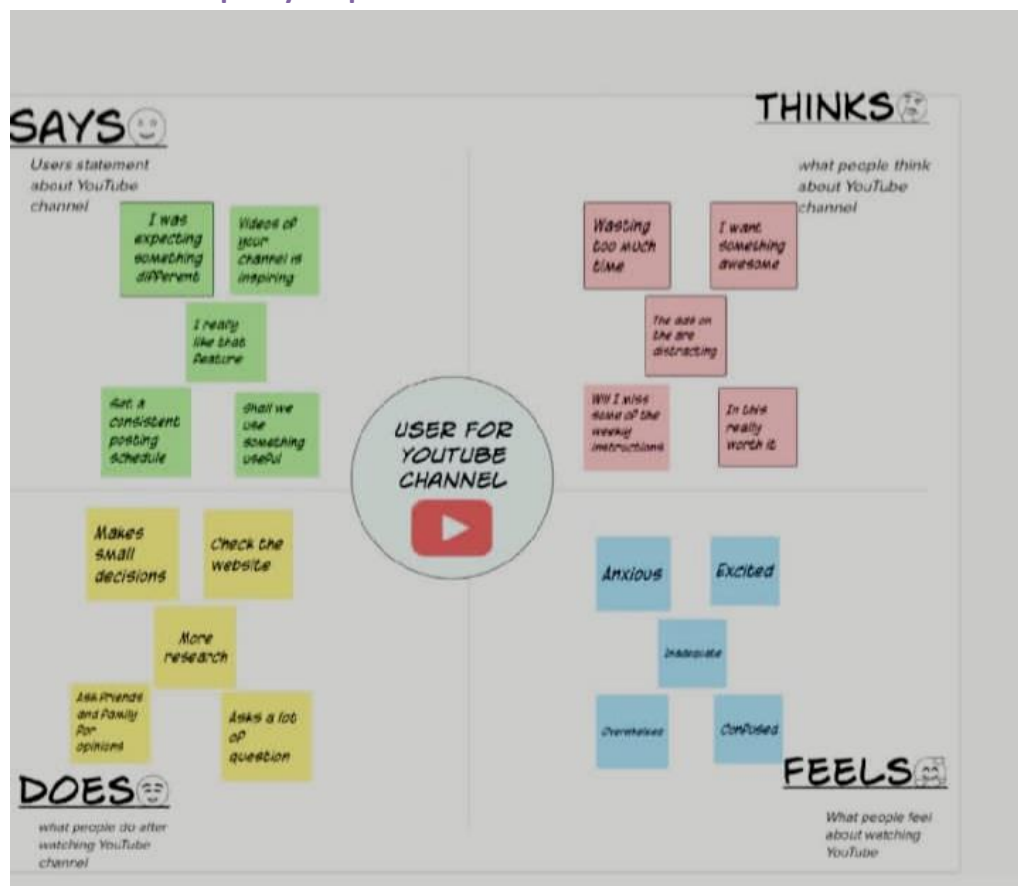 SAYS
Users statement
about YouTube
channel
I was
expecting
something
different
Videos of
your
channel is
inspiring
I really
like that
feature
Set a
consistent
posting
schedule
Shall we
use
something
useful
THINKS
what people think
about YouTube
channel
Wasting
too much
time
I want
something
awesome
The ads on
the are
distracting
Will I miss
some of the
weekly
instructions
In this
really
worth it
USER FOR
YOUTUBE
CHANNEL
Makes
small
decisions
Check the
website
More
research
Ask Friends
and Family
For
opinions
Asks a lot
of
question
DOES
what people do after
watching YouTube
channel
Anxious
Excited
Confused
FEELS
What people feel
about watching
YouTube